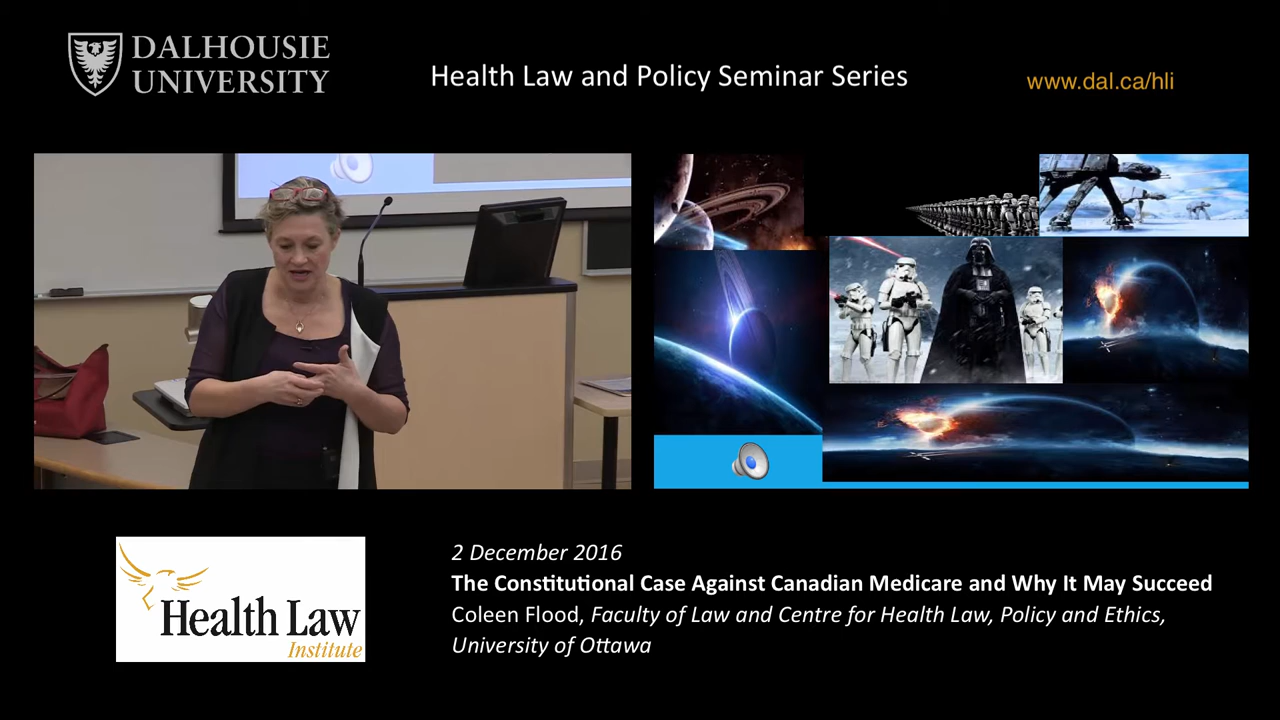 DALHOUSIE
UNIVERSITY
Health Law and Policy Seminar Series
www.dal.ca/hli
Health Law
Institute
2 December 2016
The Constitutional Case Against Canadian Medicare and Why It May Succeed
Coleen Flood, Faculty of Law and Centre for Health Law, Policy and Ethics,
University of Ottawa